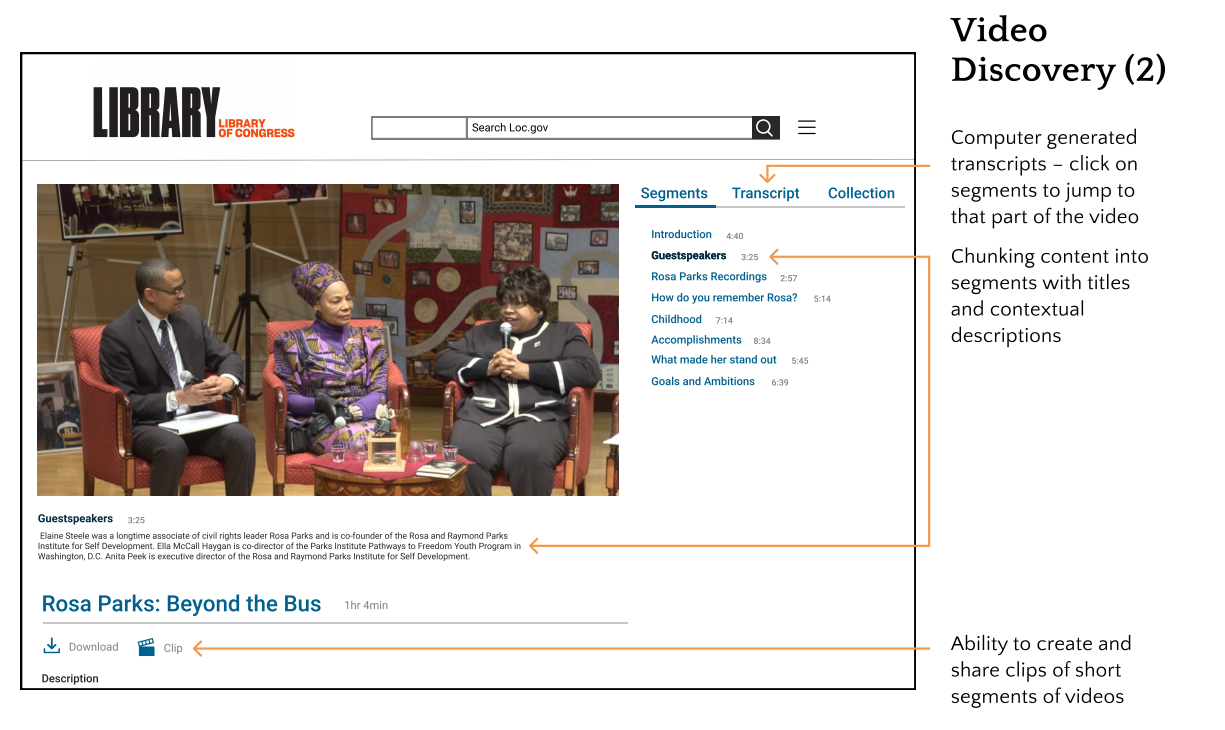 Video
Discovery (2)
LIBRARY
LIBRARY
OF CONGRESS
Search Loc.gov
Computer generated
transcripts – click on
segments to jump to
that part of the video
Segments Transcript Collection
Introduction 4:40
Guestspeakers 3:25
Rosa Parks Recordings 2:57
How do you remember Rosa? 5:14
Childhood 7:14
Accomplishments 8:34
What made her stand out 5:45
Goals and Ambitions 6:39
Chunking content into
segments with titles
and contextual
descriptions
Guestspeakers 3:25
Elaine Steele was a longtime associate of civil rights leader Rosa Parks and is co-founder of the Rosa and Raymond Parks
Institute for Self Development. Ella McCall Haygan is co-director of the Parks Institute Pathways to Freedom Youth Program in
Washington, D.C. Anita Peek is executive director of the Rosa and Raymond Parks Institute for Self Development.
Rosa Parks: Beyond the Bus 1hr 4min
Download Clip
Ability to create and
share clips of short
segments of videos
Description